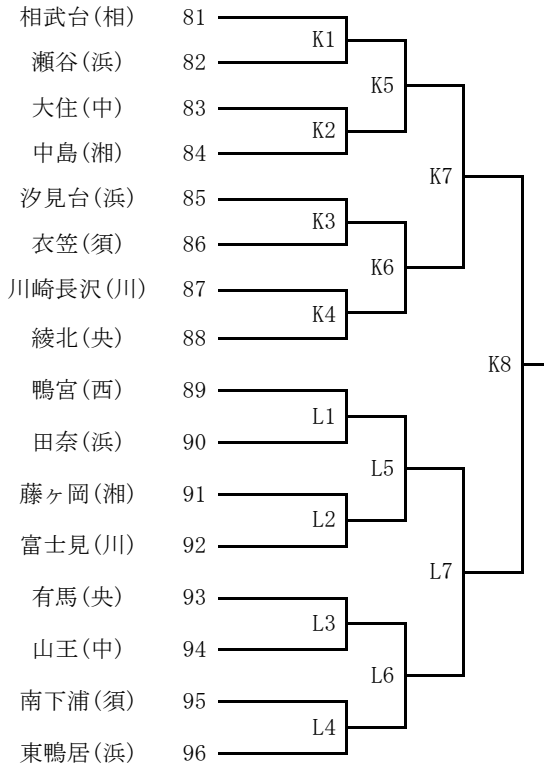 相武台(相) 81
K1
瀬谷(浜) 82
K5
大住(中) 83
K2
中島(湘) 84
K7
汐見台(浜) 85
K3
衣笠(須) 86
K6
川崎長沢(川) 87
K4
綾北(央) 88
K8
鴨宮(西) 89
L1
田奈(浜) 90
L5
藤ヶ岡(湘) 91
L2
富士見(川) 92
L7
有馬(央) 93
L3
山王(中) 94
L6
南下浦(須) 95
L4
東鴨居(浜) 96